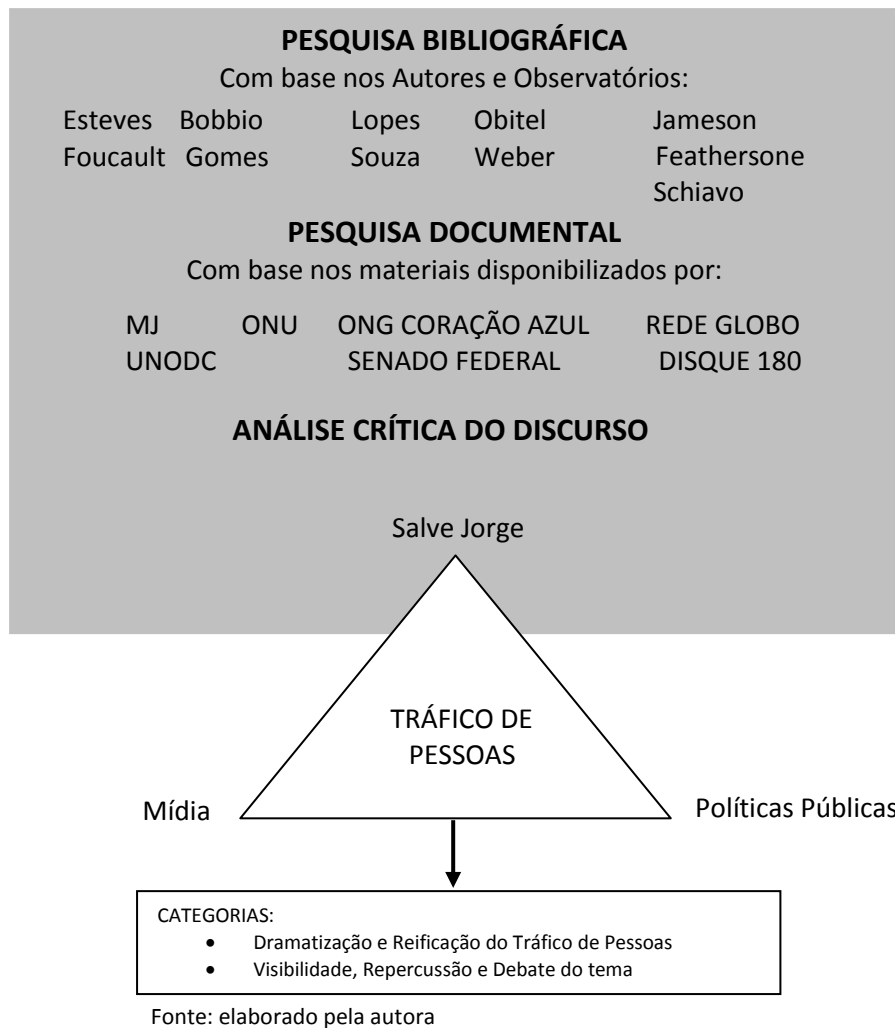 PESQUISA BIBLIOGRÁFICA
Com base nos Autores e Observatórios:
Esteves Bobbio Lopes Obitel Jameson
Foucault Gomes Souza Weber Feathersone
Schiavo
PESQUISA DOCUMENTAL
Com base nos materiais disponibilizados por:
MJ ONU ONG CORAÇÃO AZUL REDE GLOBO
UNODC SENADO FEDERAL DISQUE 180
ANÁLISE CRÍTICA DO DISCURSO
Salve Jorge
TRÁFICO DE
PESSOAS
Mídia Políticas Públicas
CATEGORIAS:
• Dramatização e Reificação do Tráfico de Pessoas
• Visibilidade, Repercussão e Debate do tema
Fonte: elaborado pela autora